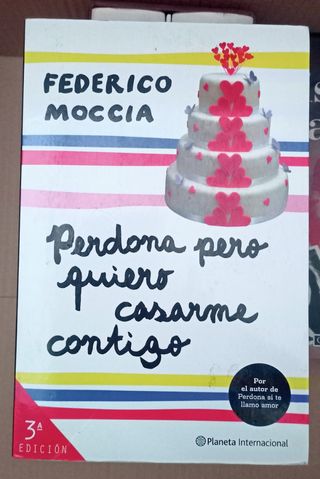 FEDERICO
MOCCIA
Perdona pero
quiero
casarme
contigo
Por
el autor de
Perdona si te
llamo amor
3ª
EDICIÓN
Planeta Internacional